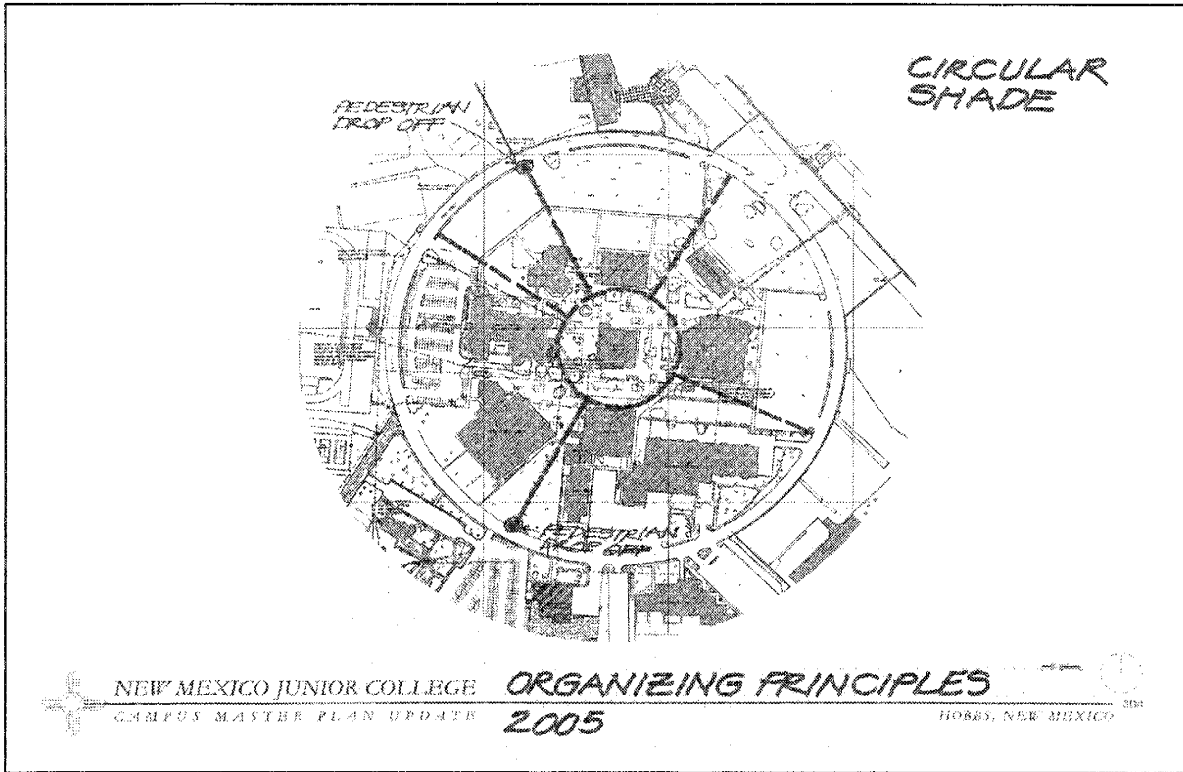 CIRCULAR
SHADE
PEDESTRIAN
DROP OFF
PEDESTRIAN
DROP OFF
NEW MEXICO JUNIOR COLLEGE
CAMPUS MASTER PLAN UPDATE
ORGANIZING PRINCIPLES
2005
HOBBS, NEW MEXICO